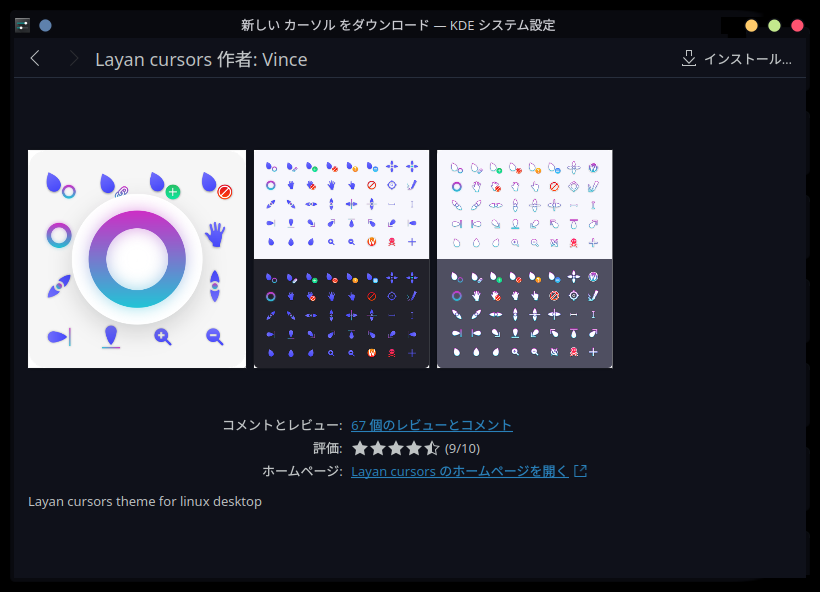 新しい カーソル をダウンロード — KDE システム設定
Layan cursors 作者: Vince
インストール...
コメントとレビュー: 67 個のレビューとコメント
評価: (9/10)
ホームページ: Layan cursors のホームページを開く
Layan cursors theme for linux desktop